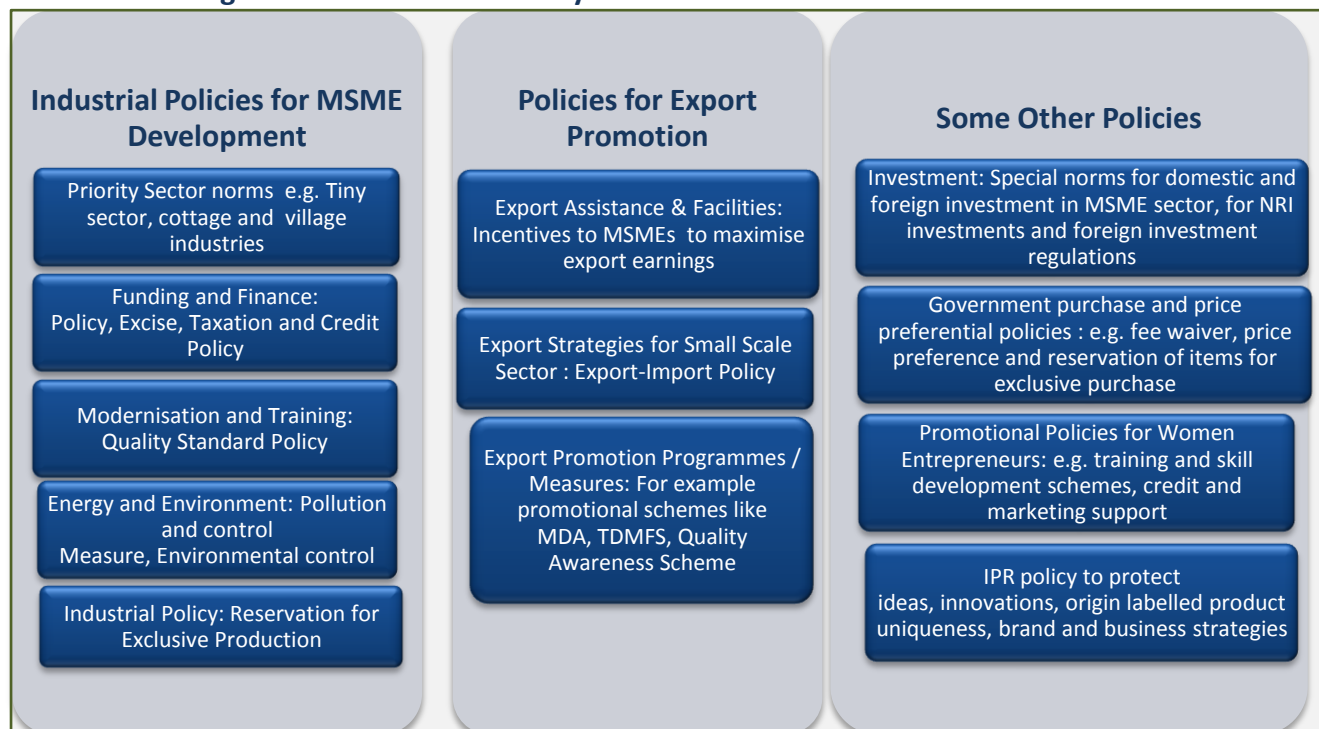 Industrial Policies for MSME
Development
Priority Sector norms e.g. Tiny
sector, cottage and village
industries
Funding and Finance:
Policy, Excise, Taxation and Credit
Policy
Modernisation and Training:
Quality Standard Policy
Energy and Environment: Pollution
and control
Measure, Environmental control
Industrial Policy: Reservation for
Exclusive Production
Policies for Export
Promotion
Export Assistance & Facilities:
Incentives to MSMEs to maximise
export earnings
Export Strategies for Small Scale
Sector : Export-Import Policy
Export Promotion Programmes /
Measures: For example
promotional schemes like
MDA, TDMFS, Quality
Awareness Scheme
Some Other Policies
Investment: Special norms for domestic and
foreign investment in MSME sector, for NRI
investments and foreign investment
regulations
Government purchase and price
preferential policies : e.g. fee waiver, price
preference and reservation of items for
exclusive purchase
Promotional Policies for Women
Entrepreneurs: e.g. training and skill
development schemes, credit and
marketing support
IPR policy to protect
ideas, innovations, origin labelled product
uniqueness, brand and business strategies